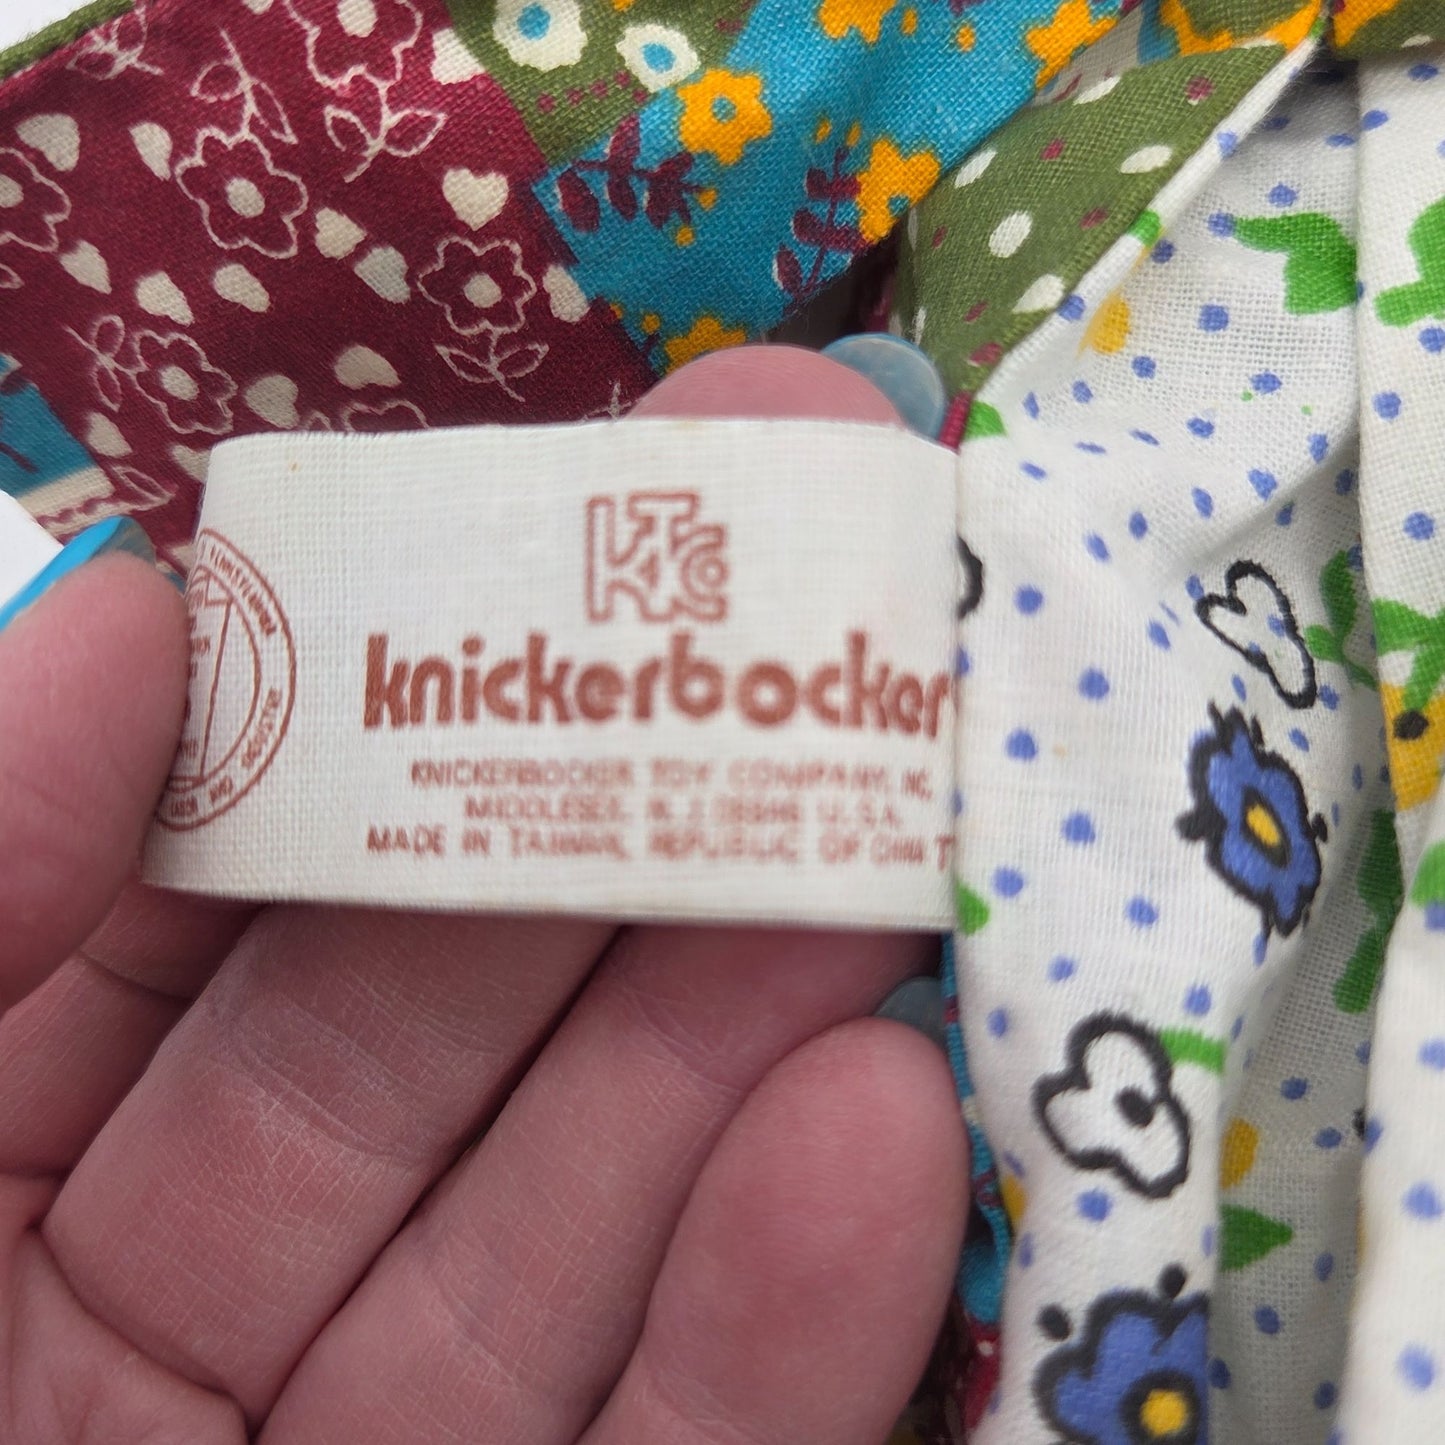 KTC
knickerbocker
KNICKERBOCKER TOY COMPANY, INC.
MIDDLESEX, N. J. 08846 U.S.A.
MADE IN TAIWAN, REPUBLIC OF CHINA T